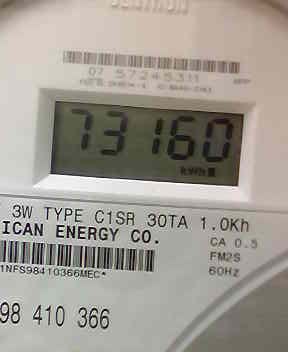 07 57245311
73160
kWh
3W TYPE C1SR 30TA 1.0Kh
ICAN ENERGY CO.
CA 0.5
FM2S
1NFS98410366MEC*
60Hz
98 410 366